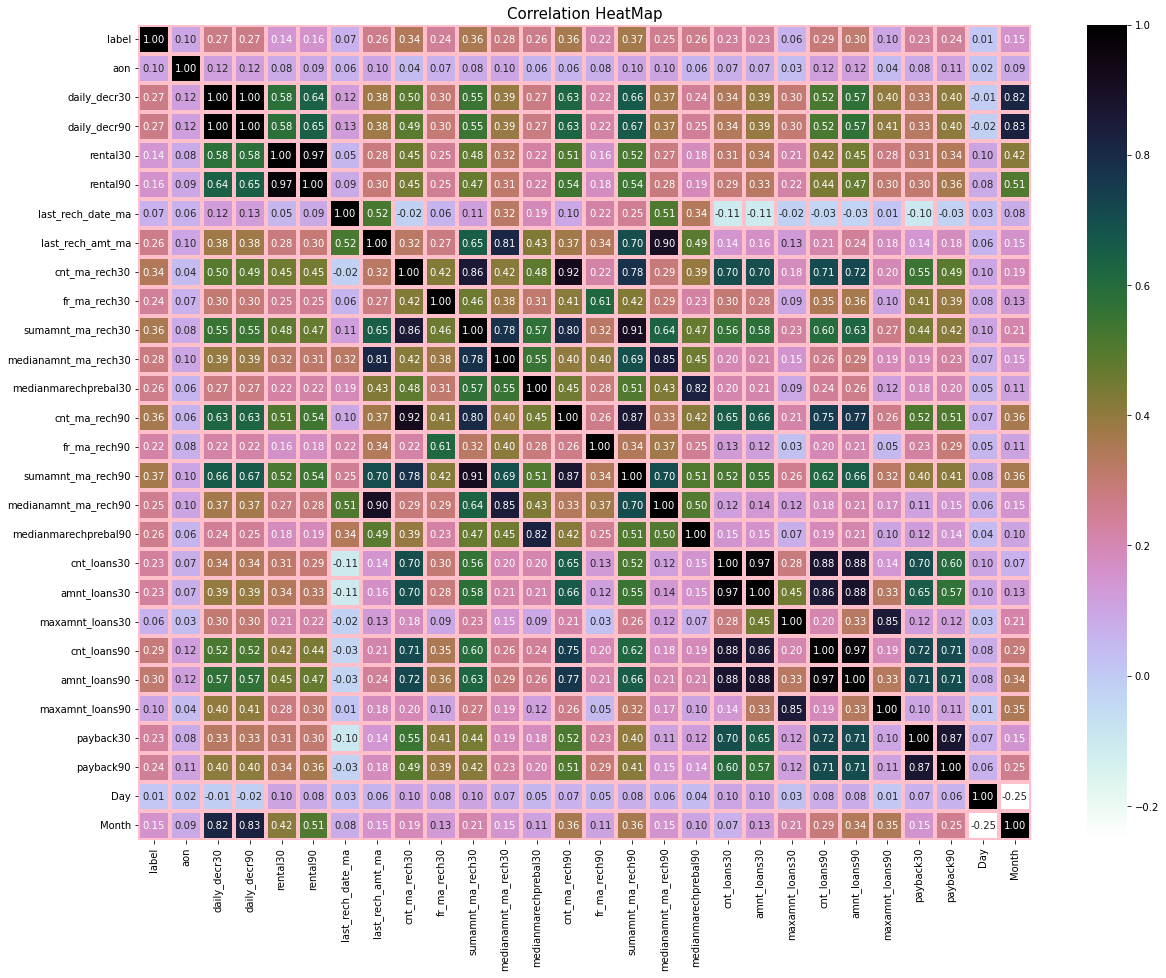 Correlation HeatMap
label 1.00 0.10 0.27 0.27 0.14 0.16 0.07 0.26 0.34 0.24 0.36 0.28 0.26 0.36 0.22 0.37 0.25 0.26 0.23 0.23 0.06 0.29 0.30 0.10 0.23 0.24 0.01 0.15
aon 0.10 1.00 0.12 0.12 0.08 0.09 0.06 0.10 0.04 0.07 0.08 0.10 0.06 0.06 0.08 0.10 0.10 0.06 0.07 0.07 0.03 0.12 0.12 0.04 0.08 0.11 0.02 0.09
daily_decr30 0.27 0.12 1.00 1.00 0.58 0.64 0.12 0.38 0.50 0.30 0.55 0.39 0.27 0.63 0.22 0.66 0.37 0.24 0.34 0.39 0.30 0.52 0.57 0.40 0.33 0.40 -0.01 0.82
daily_decr90 0.27 0.12 1.00 1.00 0.58 0.65 0.13 0.38 0.49 0.30 0.55 0.39 0.27 0.63 0.22 0.67 0.37 0.25 0.34 0.39 0.30 0.52 0.57 0.41 0.33 0.40 -0.02 0.83
rental30 0.14 0.08 0.58 0.58 1.00 0.97 0.05 0.28 0.45 0.25 0.48 0.32 0.22 0.51 0.16 0.52 0.27 0.18 0.31 0.34 0.21 0.42 0.45 0.28 0.31 0.34 0.10 0.42
rental90 0.16 0.09 0.64 0.65 0.97 1.00 0.09 0.30 0.45 0.25 0.47 0.31 0.22 0.54 0.18 0.54 0.28 0.19 0.29 0.33 0.22 0.44 0.47 0.30 0.30 0.36 0.08 0.51
last_rech_date_ma 0.07 0.06 0.12 0.13 0.05 0.09 1.00 0.52 -0.02 0.06 0.11 0.32 0.19 0.10 0.22 0.25 0.51 0.34 -0.11 -0.11 -0.02 -0.03 -0.03 0.01 -0.10 -0.03 0.03 0.08
last_rech_amt_ma 0.26 0.10 0.38 0.38 0.28 0.30 0.52 1.00 0.32 0.27 0.65 0.81 0.43 0.37 0.34 0.70 0.90 0.49 0.14 0.16 0.13 0.21 0.24 0.18 0.14 0.18 0.06 0.15
cnt_ma_rech30 0.34 0.04 0.50 0.49 0.45 0.45 -0.02 0.32 1.00 0.42 0.86 0.42 0.48 0.92 0.22 0.78 0.29 0.39 0.70 0.70 0.18 0.71 0.72 0.20 0.55 0.49 0.10 0.19
fr_ma_rech30 0.24 0.07 0.30 0.30 0.25 0.25 0.06 0.27 0.42 1.00 0.46 0.38 0.31 0.41 0.61 0.42 0.29 0.23 0.30 0.28 0.09 0.35 0.36 0.10 0.41 0.39 0.08 0.13
sumamnt_ma_rech30 0.36 0.08 0.55 0.55 0.48 0.47 0.11 0.65 0.86 0.46 1.00 0.78 0.57 0.80 0.32 0.91 0.64 0.47 0.56 0.58 0.23 0.60 0.63 0.27 0.44 0.42 0.10 0.21
medianamnt_ma_rech30 0.28 0.10 0.39 0.39 0.32 0.31 0.32 0.81 0.42 0.38 0.78 1.00 0.55 0.40 0.40 0.69 0.85 0.45 0.20 0.21 0.15 0.26 0.29 0.19 0.19 0.23 0.07 0.15
medianmarechprebal30 0.26 0.06 0.27 0.27 0.22 0.22 0.19 0.43 0.48 0.31 0.57 0.55 1.00 0.45 0.28 0.51 0.43 0.82 0.20 0.21 0.09 0.24 0.26 0.12 0.18 0.20 0.05 0.11
cnt_ma_rech90 0.36 0.06 0.63 0.63 0.51 0.54 0.10 0.37 0.92 0.41 0.80 0.40 0.45 1.00 0.26 0.87 0.33 0.42 0.65 0.66 0.21 0.75 0.77 0.26 0.52 0.51 0.07 0.36
fr_ma_rech90 0.22 0.08 0.22 0.22 0.16 0.18 0.22 0.34 0.22 0.61 0.32 0.40 0.28 0.26 1.00 0.34 0.37 0.25 0.13 0.12 0.03 0.20 0.21 0.05 0.23 0.29 0.05 0.11
sumamnt_ma_rech90 0.37 0.10 0.66 0.67 0.52 0.54 0.25 0.70 0.78 0.42 0.91 0.69 0.51 0.87 0.34 1.00 0.70 0.51 0.52 0.55 0.26 0.62 0.66 0.32 0.40 0.41 0.08 0.36
medianamnt_ma_rech90 0.25 0.10 0.37 0.37 0.27 0.28 0.51 0.90 0.29 0.29 0.64 0.85 0.43 0.33 0.37 0.70 1.00 0.50 0.12 0.14 0.12 0.18 0.21 0.17 0.11 0.15 0.06 0.15
medianmarechprebal90 0.26 0.06 0.24 0.25 0.18 0.19 0.34 0.49 0.39 0.23 0.47 0.45 0.82 0.42 0.25 0.51 0.50 1.00 0.15 0.15 0.07 0.19 0.21 0.10 0.12 0.14 0.04 0.10
cnt_loans30 0.23 0.07 0.34 0.34 0.31 0.29 -0.11 0.14 0.70 0.30 0.56 0.20 0.20 0.65 0.13 0.52 0.12 0.15 1.00 0.97 0.28 0.88 0.88 0.14 0.70 0.60 0.10 0.07
amnt_loans30 0.23 0.07 0.39 0.39 0.34 0.33 -0.11 0.16 0.70 0.28 0.58 0.21 0.21 0.66 0.12 0.55 0.14 0.15 0.97 1.00 0.45 0.86 0.88 0.33 0.65 0.57 0.10 0.13
maxamnt_loans30 0.06 0.03 0.30 0.30 0.21 0.22 -0.02 0.13 0.18 0.09 0.23 0.15 0.09 0.21 0.03 0.26 0.12 0.07 0.28 0.45 1.00 0.20 0.33 0.85 0.12 0.12 0.03 0.21
cnt_loans90 0.29 0.12 0.52 0.52 0.42 0.44 -0.03 0.21 0.71 0.35 0.60 0.26 0.24 0.75 0.20 0.62 0.18 0.19 0.88 0.86 0.20 1.00 0.97 0.19 0.72 0.71 0.08 0.29
amnt_loans90 0.30 0.12 0.57 0.57 0.45 0.47 -0.03 0.24 0.72 0.36 0.63 0.29 0.26 0.77 0.21 0.66 0.21 0.21 0.88 0.88 0.33 0.97 1.00 0.33 0.71 0.71 0.08 0.34
maxamnt_loans90 0.10 0.04 0.40 0.41 0.28 0.30 0.01 0.18 0.20 0.10 0.27 0.19 0.12 0.26 0.05 0.32 0.17 0.10 0.14 0.33 0.85 0.19 0.33 1.00 0.10 0.11 0.01 0.35
payback30 0.23 0.08 0.33 0.33 0.31 0.30 -0.10 0.14 0.55 0.41 0.44 0.19 0.18 0.52 0.23 0.40 0.11 0.12 0.70 0.65 0.12 0.72 0.71 0.10 1.00 0.87 0.07 0.15
payback90 0.24 0.11 0.40 0.40 0.34 0.36 -0.03 0.18 0.49 0.39 0.42 0.23 0.20 0.51 0.29 0.41 0.15 0.14 0.60 0.57 0.12 0.71 0.71 0.11 0.87 1.00 0.06 0.25
Day 0.01 0.02 -0.01 -0.02 0.10 0.08 0.03 0.06 0.10 0.08 0.10 0.07 0.05 0.07 0.05 0.08 0.06 0.04 0.10 0.10 0.03 0.08 0.08 0.01 0.07 0.06 1.00 -0.25
Month 0.15 0.09 0.82 0.83 0.42 0.51 0.08 0.15 0.19 0.13 0.21 0.15 0.11 0.36 0.11 0.36 0.15 0.10 0.07 0.13 0.21 0.29 0.34 0.35 0.15 0.25 -0.25 1.00
label
aon
daily_decr30
daily_decr90
rental30
rental90
last_rech_date_ma
last_rech_amt_ma
cnt_ma_rech30
fr_ma_rech30
sumamnt_ma_rech30
medianamnt_ma_rech30
medianmarechprebal30
cnt_ma_rech90
fr_ma_rech90
sumamnt_ma_rech90
medianamnt_ma_rech90
medianmarechprebal90
cnt_loans30
amnt_loans30
maxamnt_loans30
cnt_loans90
amnt_loans90
maxamnt_loans90
payback30
payback90
Day
Month
1.0
0.8
0.6
0.4
0.2
0.0
−0.2